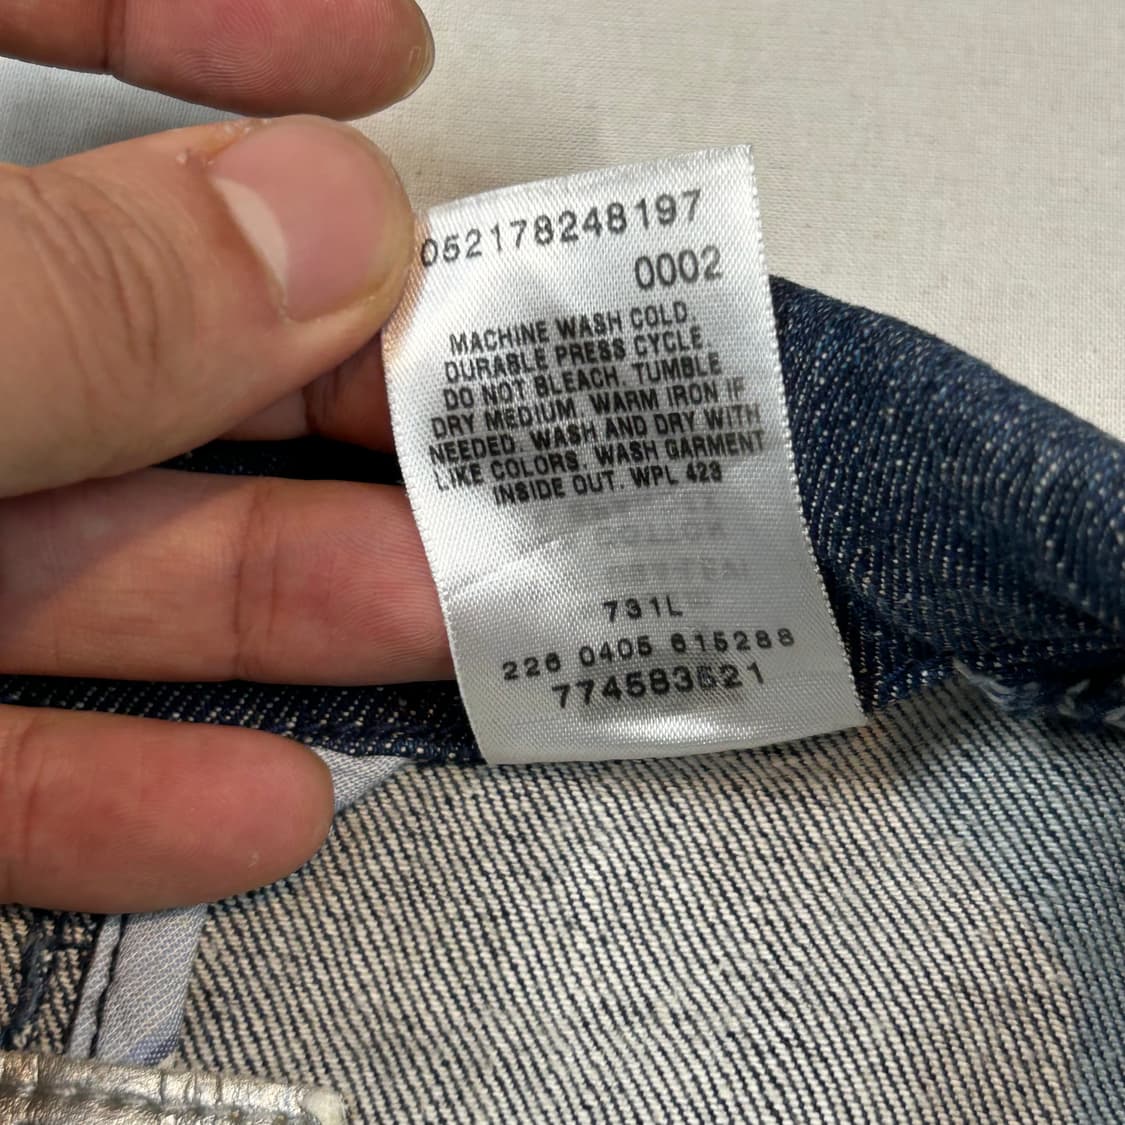 052178248197
0002
MACHINE WASH COLD.
DURABLE PRESS CYCLE.
DO NOT BLEACH. TUMBLE
DRY MEDIUM. WARM IRON IF
NEEDED. WASH AND DRY WITH
LIKE COLORS. WASH GARMENT
INSIDE OUT. WPL 423
731L
226 0405 615288
774583521